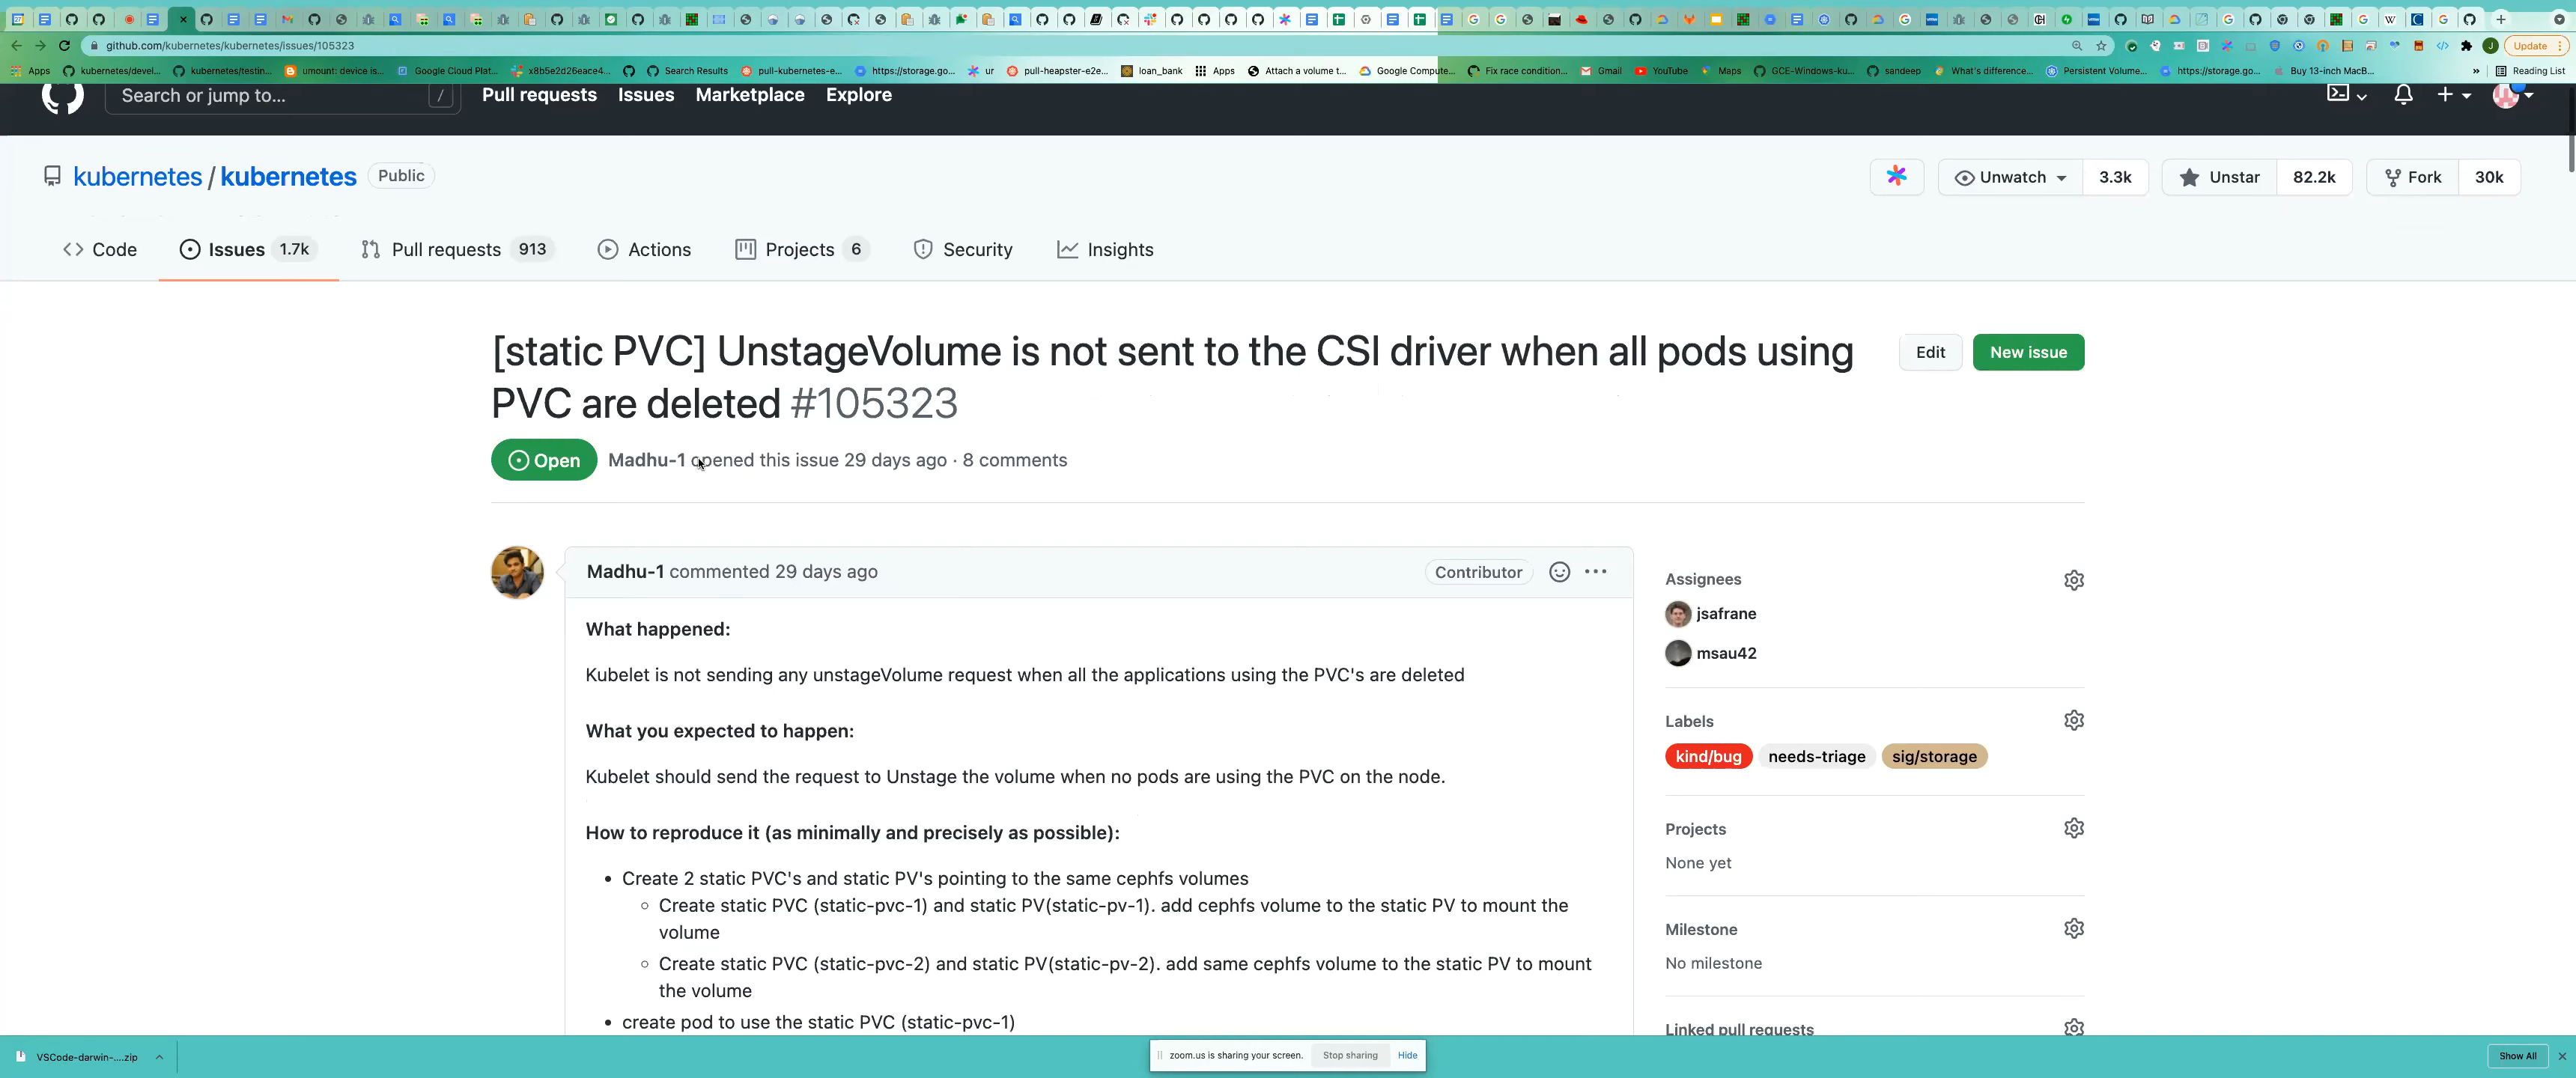 github.com/kubernetes/kubernetes/issues/105323
Update
Apps kubernetes/devel... kubernetes/testin... umount: device is... Google Cloud Plat... x8b5e2d26eace4... Search Results pull-kubernetes-e... https://storage.go... ur pull-heapster-e2e... loan_bank Apps Attach a volume t... Google Compute... Fix race condition... Gmail YouTube Maps GCE-Windows-ku... sandeep What's difference... Persistent Volume... https://storage.go... Buy 13-inch MacB... » Reading List
Search or jump to... / Pull requests Issues Marketplace Explore
kubernetes / kubernetes Public
Unwatch 3.3k Unstar 82.2k Fork 30k
Code Issues 1.7k Pull requests 913 Actions Projects 6 Security Insights
[static PVC] UnstageVolume is not sent to the CSI driver when all pods using
PVC are deleted #105323
Edit New issue
Open Madhu-1 opened this issue 29 days ago · 8 comments
Madhu-1 commented 29 days ago Contributor ...
What happened:
Kubelet is not sending any unstageVolume request when all the applications using the PVC's are deleted
What you expected to happen:
Kubelet should send the request to Unstage the volume when no pods are using the PVC on the node.
How to reproduce it (as minimally and precisely as possible):
• Create 2 static PVC's and static PV's pointing to the same cephfs volumes
◦ Create static PVC (static-pvc-1) and static PV(static-pv-1). add cephfs volume to the static PV to mount the
volume
◦ Create static PVC (static-pvc-2) and static PV(static-pv-2). add same cephfs volume to the static PV to mount
the volume
• create pod to use the static PVC (static-pvc-1)
Assignees
jsafrane
msau42
Labels
kind/bug needs-triage sig/storage
Projects
None yet
Milestone
No milestone
Linked pull requests
VSCode-darwin-....zip
zoom.us is sharing your screen. Stop sharing Hide
Show All